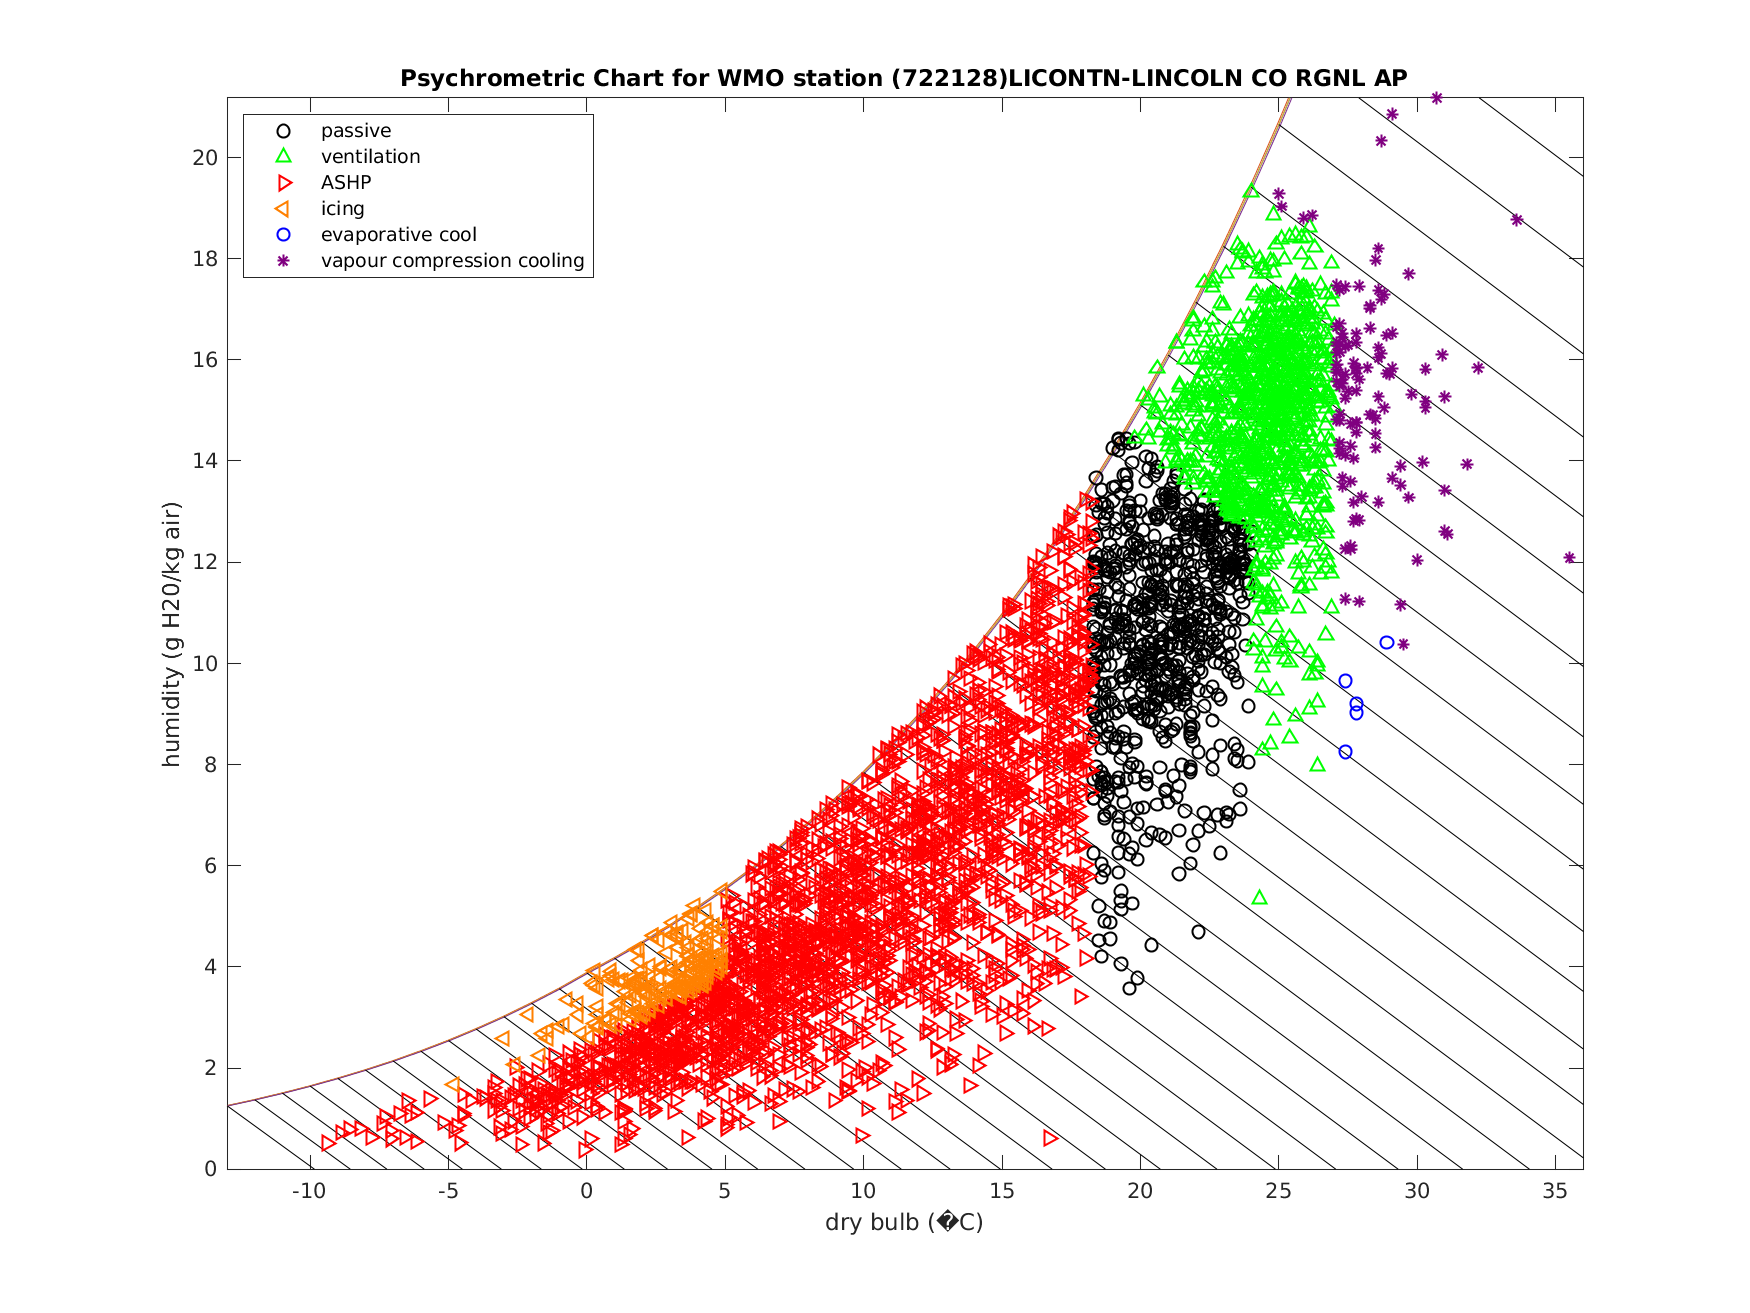 Psychrometric Chart for WMO station (722128)LICONTN-LINCOLN CO RGNL AP
passive
ventilation
ASHP
icing
evaporative cool
vapour compression cooling
humidity (g H20/kg air)
20
18
16
14
12
10
8
6
4
2
0
-10 -5 0 5 10 15 20 25 30 35
dry bulb (�C)